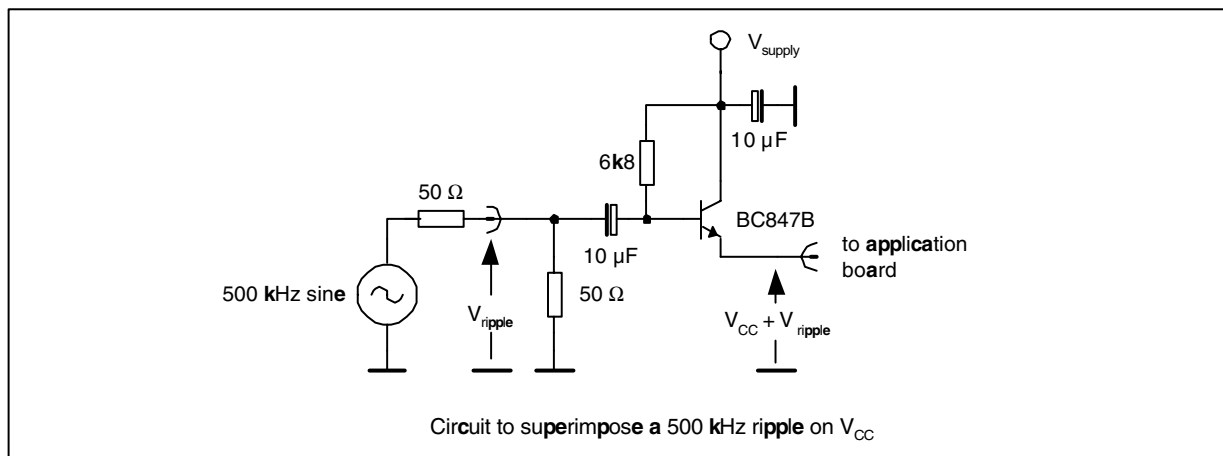 V_supply
10 µF
6k8
50 Ω
BC847B
to application
board
10 µF
50 Ω
500 kHz sine
V_ripple
V_CC + V_ripple
Circuit to superimpose a 500 kHz ripple on V_CC